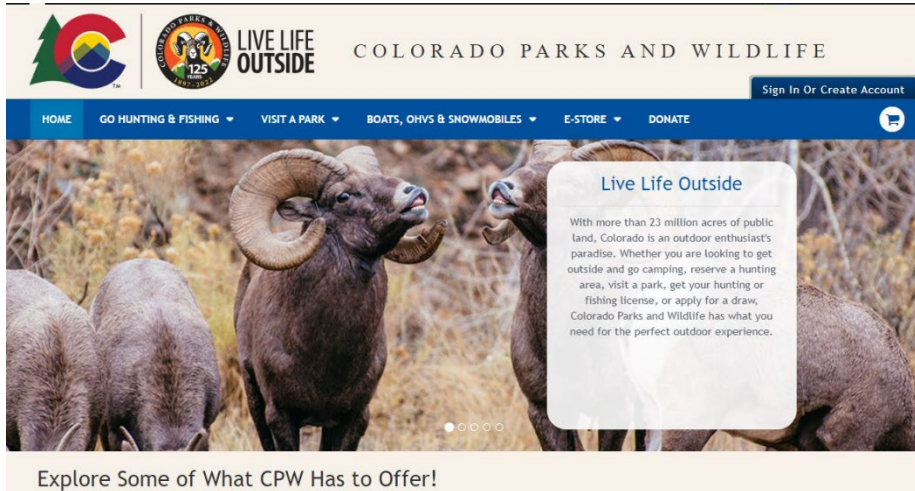 TM
PARKS & WILDLIFE
COLORADO
125
YEARS
1897-2022
LIVE LIFE
OUTSIDE
COLORADO PARKS AND WILDLIFE
Sign In Or Create Account
HOME GO HUNTING & FISHING VISIT A PARK BOATS, OHVS & SNOWMOBILES E-STORE DONATE
Live Life Outside
With more than 23 million acres of public
land, Colorado is an outdoor enthusiast's
paradise. Whether you are looking to get
outside and go camping, reserve a hunting
area, visit a park, get your hunting or
fishing license, or apply for a draw,
Colorado Parks and Wildlife has what you
need for the perfect outdoor experience.
Explore Some of What CPW Has to Offer!